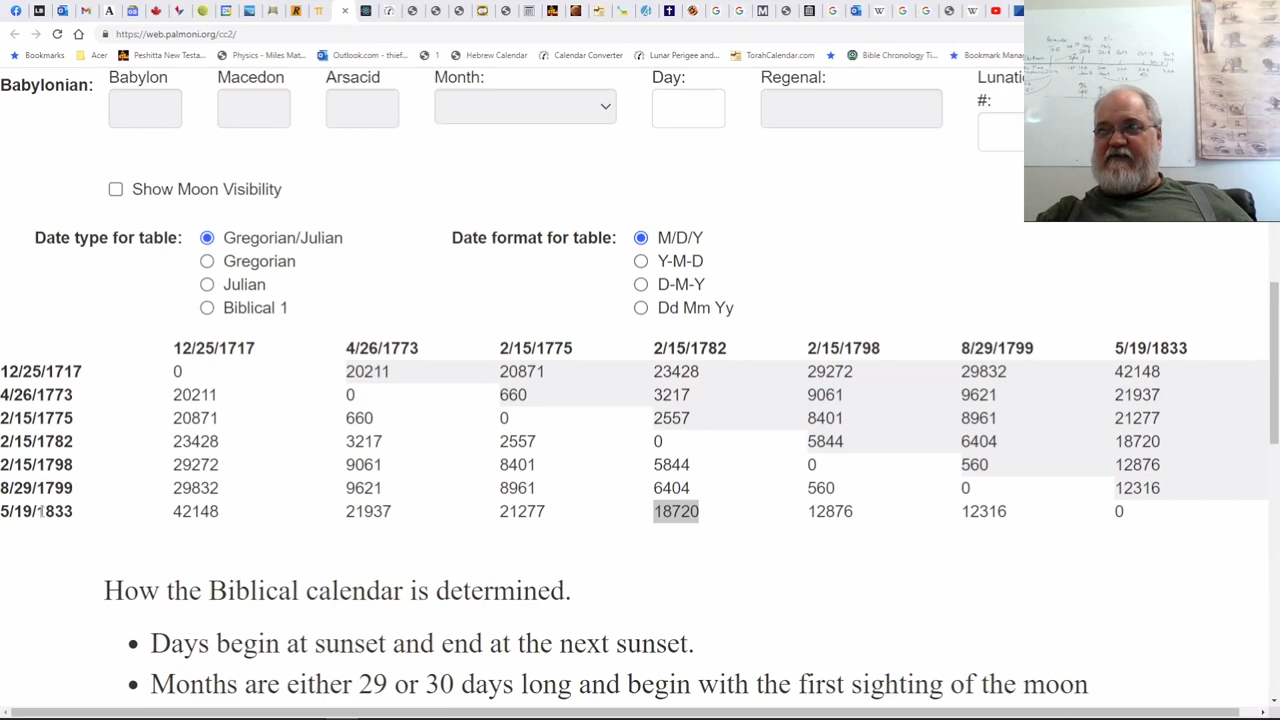 https://web.palmoni.org/cc2/
Bookmarks Acer Peshitta New Test... Physics - Miles Mat... Outlook.com - thief... 1 Hebrew Calendar Calendar Converter Lunar Perigee and... TorahCalendar.com Bible Chronology Ti... Bookmark Manag...
Babylonian: Babylon Macedon Arsacid Month: Day: Regenal: Lunati
#:
Show Moon Visibility
Date type for table: Gregorian/Julian Date format for table: M/D/Y
Gregorian Y-M-D
Julian D-M-Y
Biblical 1 Dd Mm Yy
12/25/1717 4/26/1773 2/15/1775 2/15/1782 2/15/1798 8/29/1799 5/19/1833
12/25/1717 0 20211 20871 23428 29272 29832 42148
4/26/1773 20211 0 660 3217 9061 9621 21937
2/15/1775 20871 660 0 2557 8401 8961 21277
2/15/1782 23428 3217 2557 0 5844 6404 18720
2/15/1798 29272 9061 8401 5844 0 560 12876
8/29/1799 29832 9621 8961 6404 560 0 12316
5/19/1833 42148 21937 21277 18720 12876 12316 0
How the Biblical calendar is determined.
• Days begin at sunset and end at the next sunset.
• Months are either 29 or 30 days long and begin with the first sighting of the moon